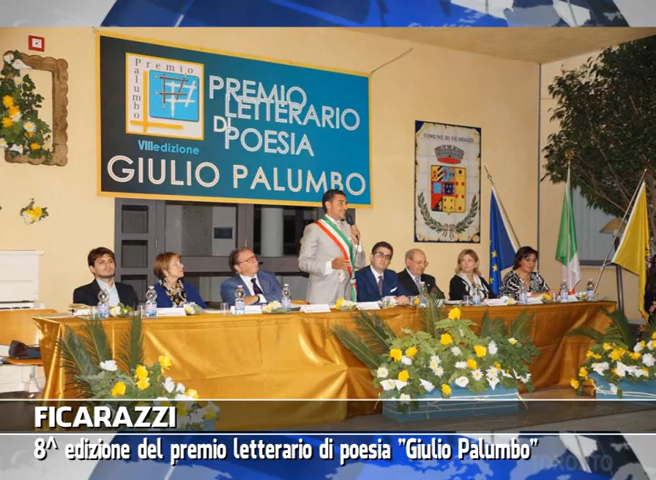 Premio
Palumbo
VIIIedizione
PREMIO
LETTERARIO
DI
POESIA
GIULIO PALUMBO
COMUNE DI FICARAZZI
FICARAZZI
8^ edizione del premio letterario di poesia "Giulio Palumbo"